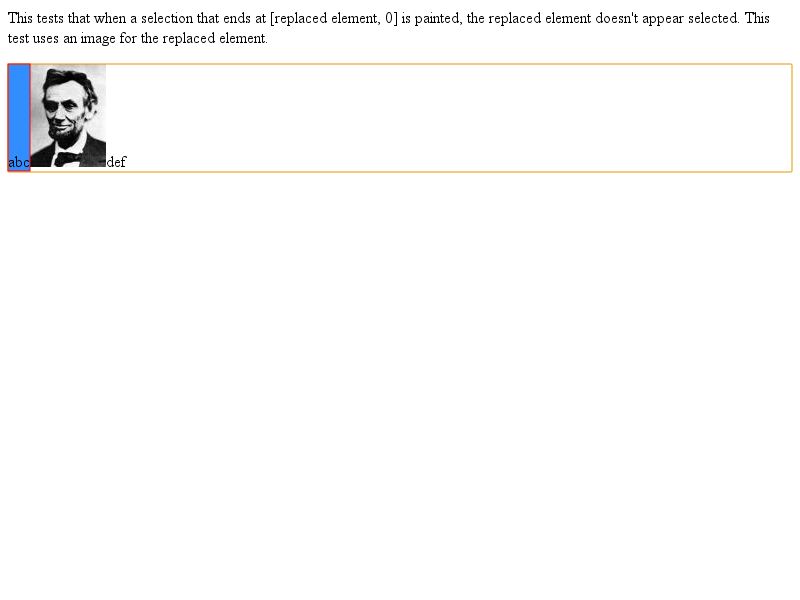 This tests that when a selection that ends at [replaced element, 0] is painted, the replaced element doesn't appear selected. This
test uses an image for the replaced element.
abc def